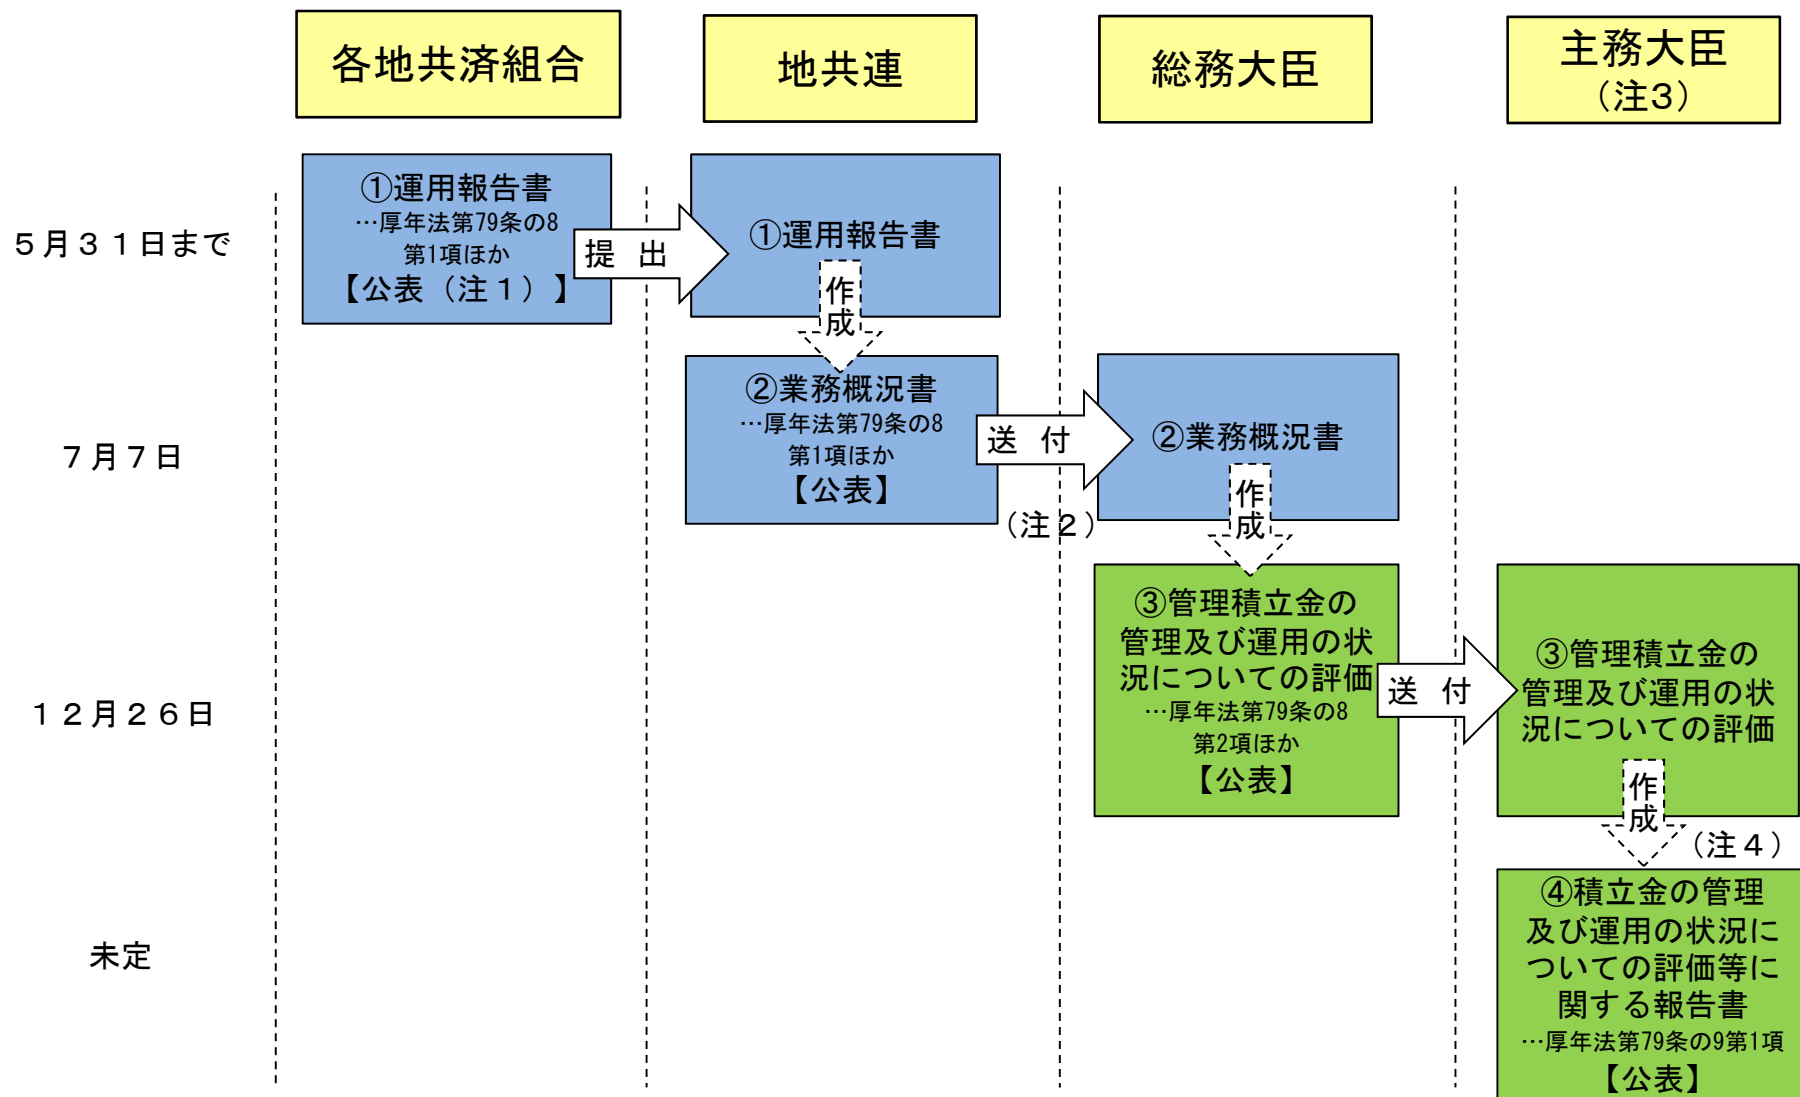 各地共済組合
地共連
総務大臣
主務大臣
（注3）
５月３１日まで
①運用報告書
…厚年法第79条の8
第1項ほか
【公表（注１）】
提 出
①運用報告書
作成
７月７日
②業務概況書
…厚年法第79条の8
第1項ほか
【公表】
送 付
（注２）
②業務概況書
作成
１２月２６日
③管理積立金の
管理及び運用の状
況についての評価
…厚年法第79条の8
第2項ほか
【公表】
送 付
③管理積立金の
管理及び運用の状
況についての評価
作成
（注４）
未定
④積立金の管理
及び運用の状況に
ついての評価等に
関する報告書
…厚年法第79条の9第1項
【公表】